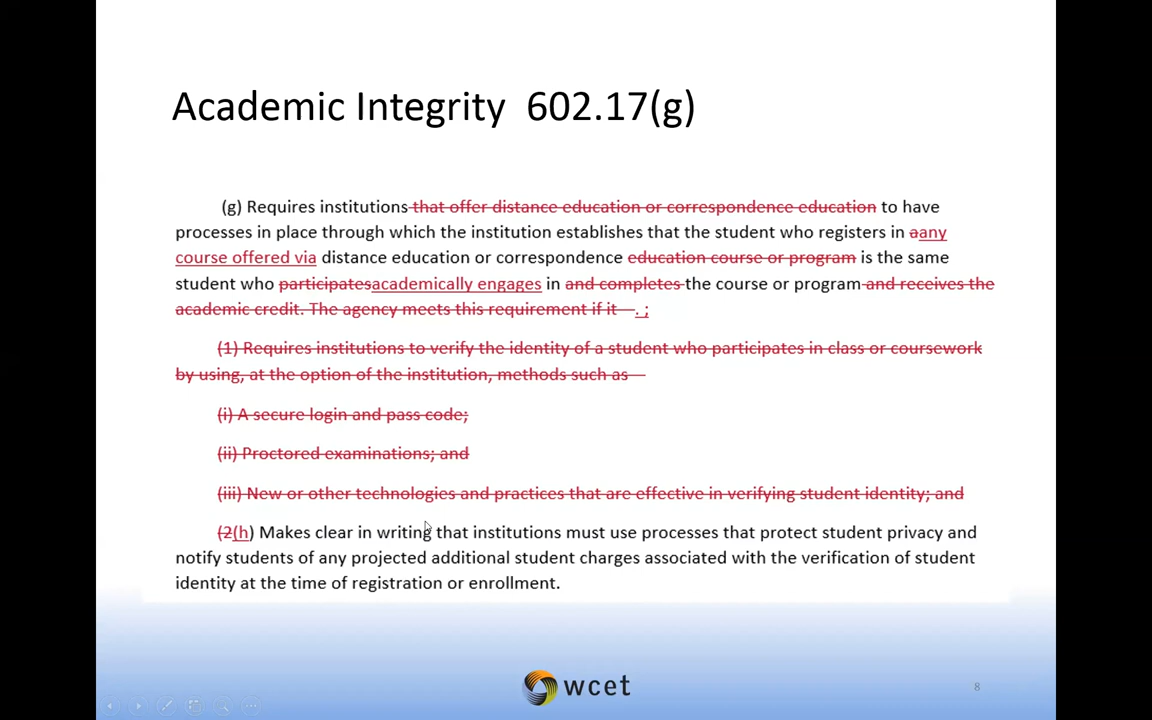 Academic Integrity 602.17(g)
(g) Requires institutions that offer distance education or correspondence education to have
processes in place through which the institution establishes that the student who registers in aany
course offered via distance education or correspondence education course or program is the same
student who participatesacademically engages in and completes the course or program and receives the
academic credit. The agency meets this requirement if it—. ;
(1) Requires institutions to verify the identity of a student who participates in class or coursework
by using, at the option of the institution, methods such as—
(i) A secure login and pass code;
(ii) Proctored examinations; and
(iii) New or other technologies and practices that are effective in verifying student identity; and
(2(h) Makes clear in writing that institutions must use processes that protect student privacy and
notify students of any projected additional student charges associated with the verification of student
identity at the time of registration or enrollment.
wcet
8